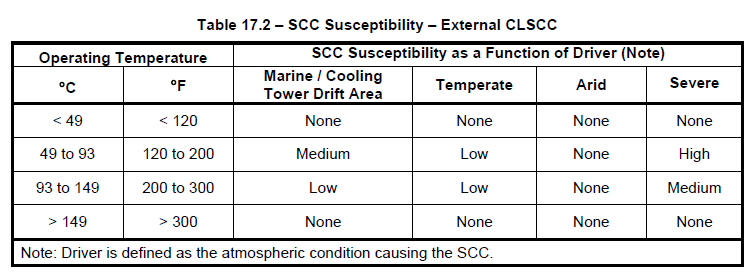 Table 17.2 – SCC Susceptibility – External CLSCC
Operating Temperature
SCC Susceptibility as a Function of Driver (Note)
ºC
ºF
Marine / Cooling
Tower Drift Area
Temperate
Arid
Severe
< 49 < 120 None None None None
49 to 93 120 to 200 Medium Low None High
93 to 149 200 to 300 Low Low None Medium
> 149 > 300 None None None None
Note: Driver is defined as the atmospheric condition causing the SCC.